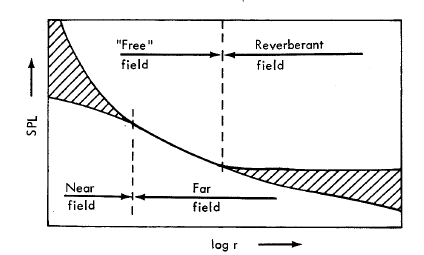 "Free"
field
Reverberant
field
SPL
Near
field
Far
field
log r